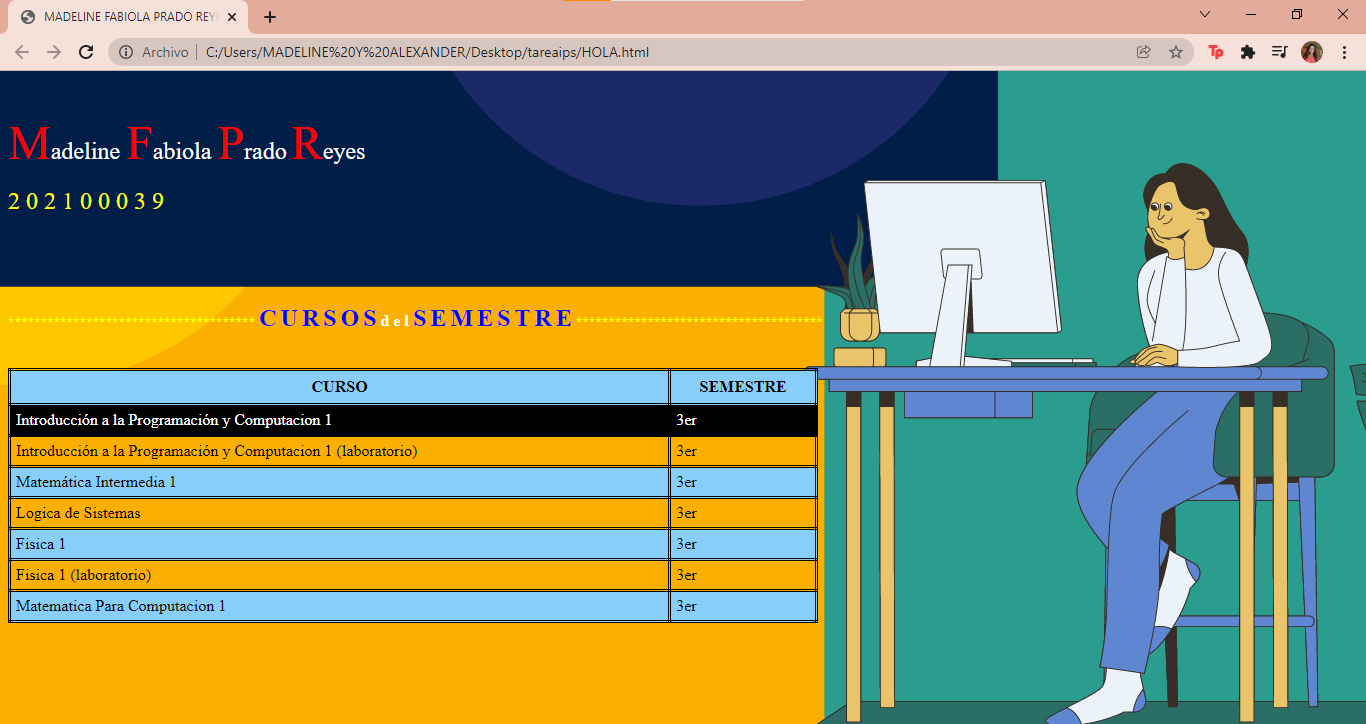 MADELINE FABIOLA PRADO REYE
Archivo | C:/Users/MADELINE%20Y%20ALEXANDER/Desktop/tareaips/HOLA.html
Tp
Madeline Fabiola Prado Reyes
202100039
CURSOS del SEMESTRE
CURSO SEMESTRE
Introducción a la Programación y Computacion 1 3er
Introducción a la Programación y Computacion 1 (laboratorio) 3er
Matemática Intermedia 1 3er
Logica de Sistemas 3er
Fisica 1 3er
Fisica 1 (laboratorio) 3er
Matematica Para Computacion 1 3er